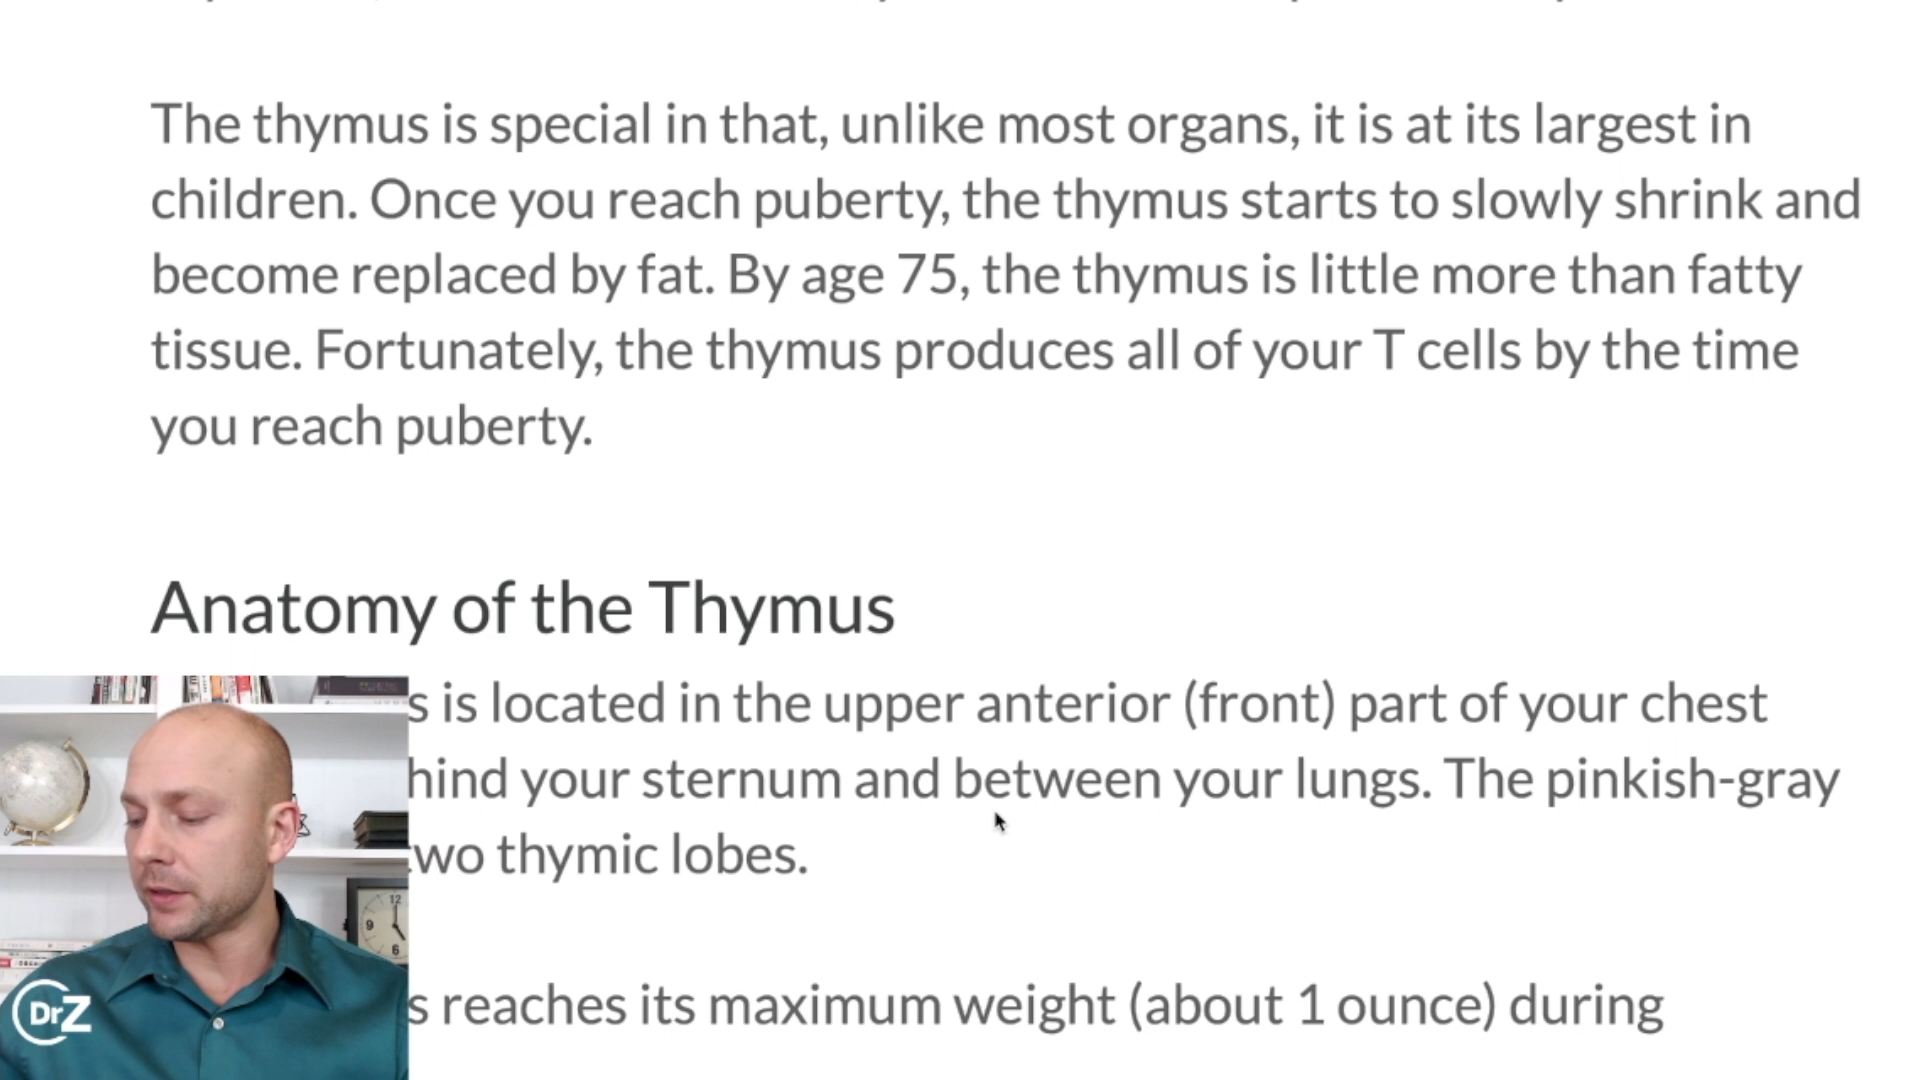 The thymus is special in that, unlike most organs, it is at its largest in
children. Once you reach puberty, the thymus starts to slowly shrink and
become replaced by fat. By age 75, the thymus is little more than fatty
tissue. Fortunately, the thymus produces all of your T cells by the time
you reach puberty.
Anatomy of the Thymus
s is located in the upper anterior (front) part of your chest
hind your sternum and between your lungs. The pinkish-gray
two thymic lobes.
s reaches its maximum weight (about 1 ounce) during
12
9
6
DrZ